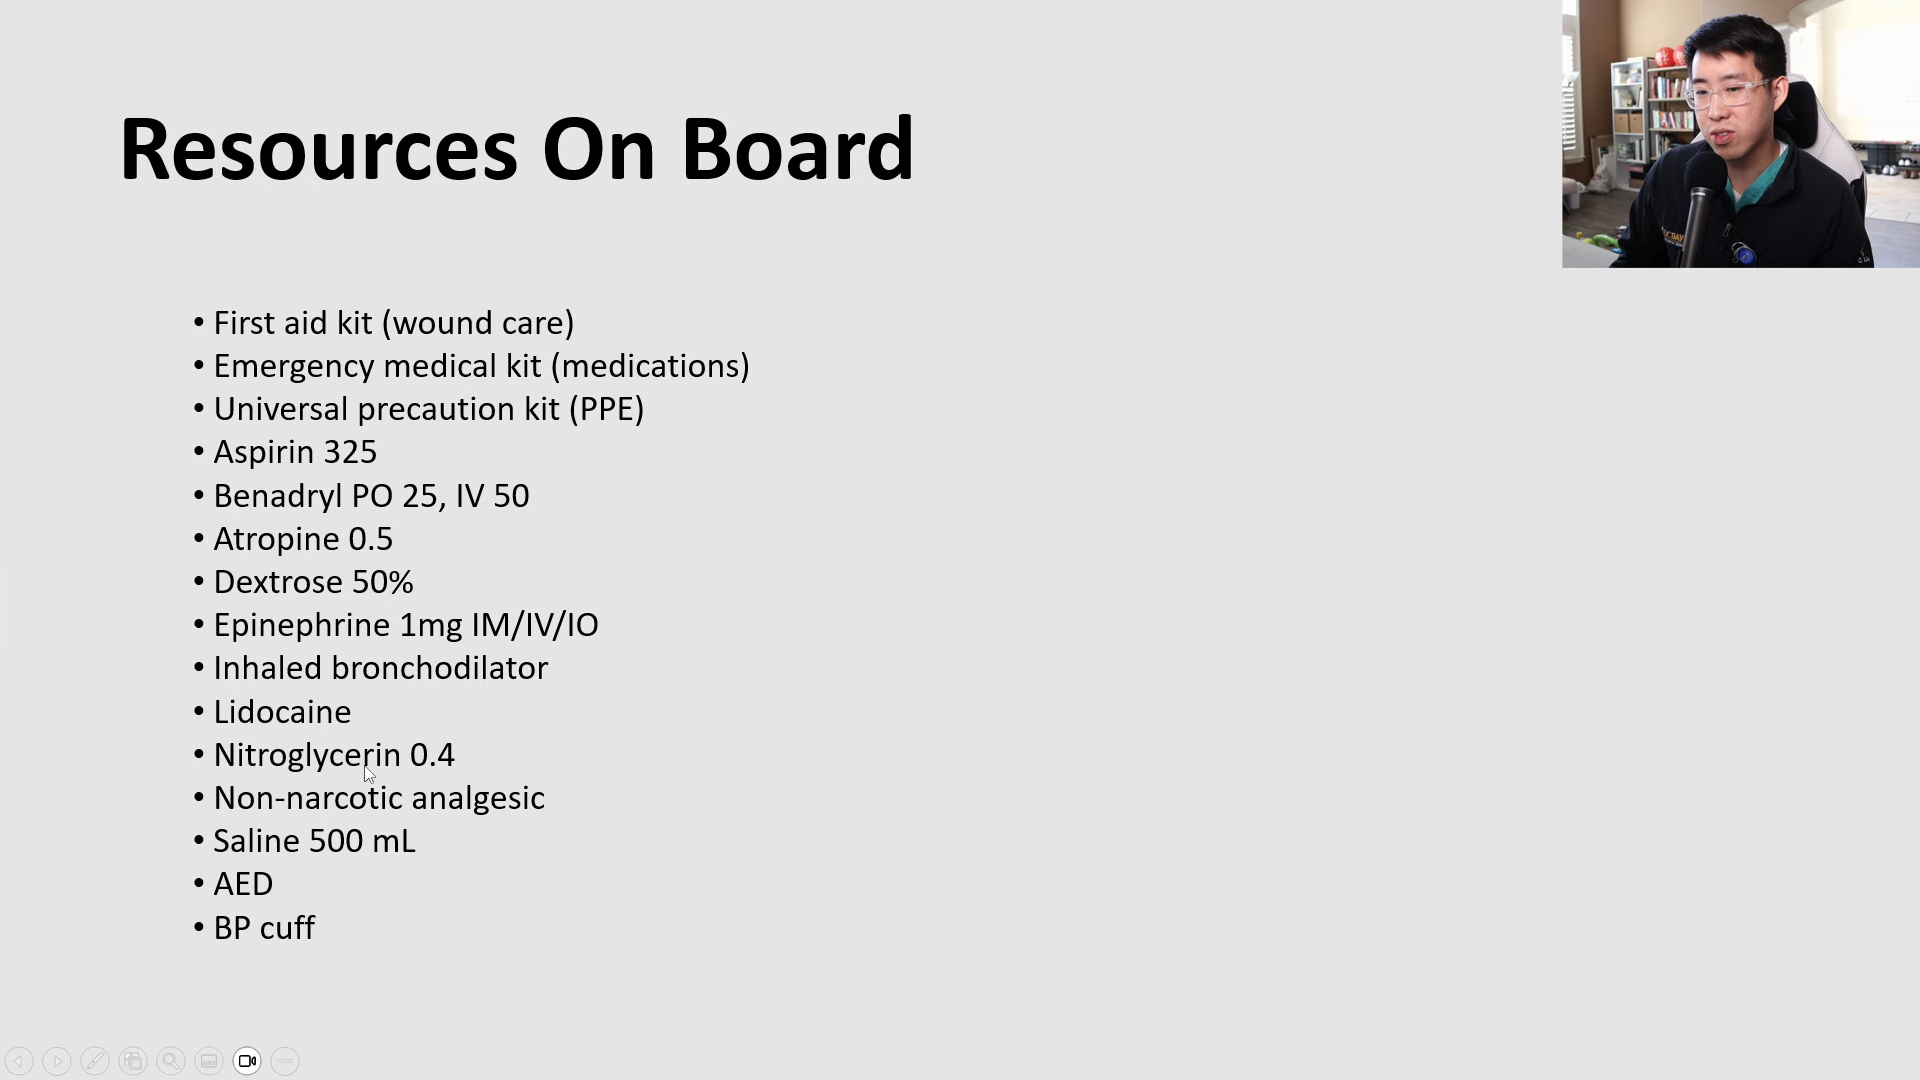 Resources On Board
• First aid kit (wound care)
• Emergency medical kit (medications)
• Universal precaution kit (PPE)
• Aspirin 325
• Benadryl PO 25, IV 50
• Atropine 0.5
• Dextrose 50%
• Epinephrine 1mg IM/IV/IO
• Inhaled bronchodilator
• Lidocaine
• Nitroglycerin 0.4
• Non-narcotic analgesic
• Saline 500 mL
• AED
• BP cuff